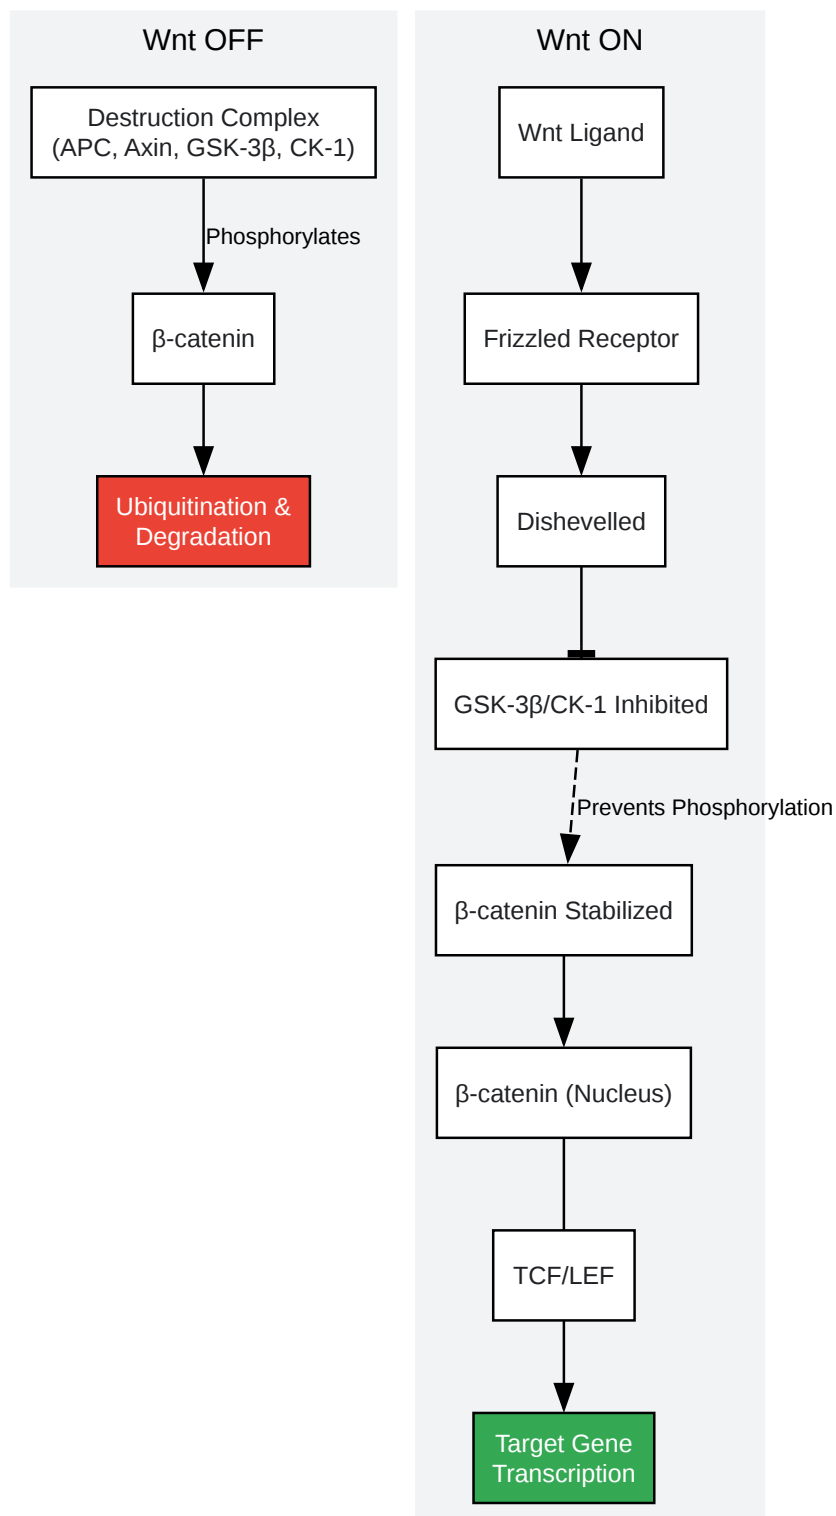 Wnt OFF
Destruction Complex
(APC, Axin, GSK-3β, CK-1)
Phosphorylates
β-catenin
Ubiquitination &
Degradation
Wnt ON
Wnt Ligand
Frizzled Receptor
Dishevelled
GSK-3β/CK-1 Inhibited
Prevents Phosphorylation
β-catenin Stabilized
β-catenin (Nucleus)
TCF/LEF
Target Gene
Transcription